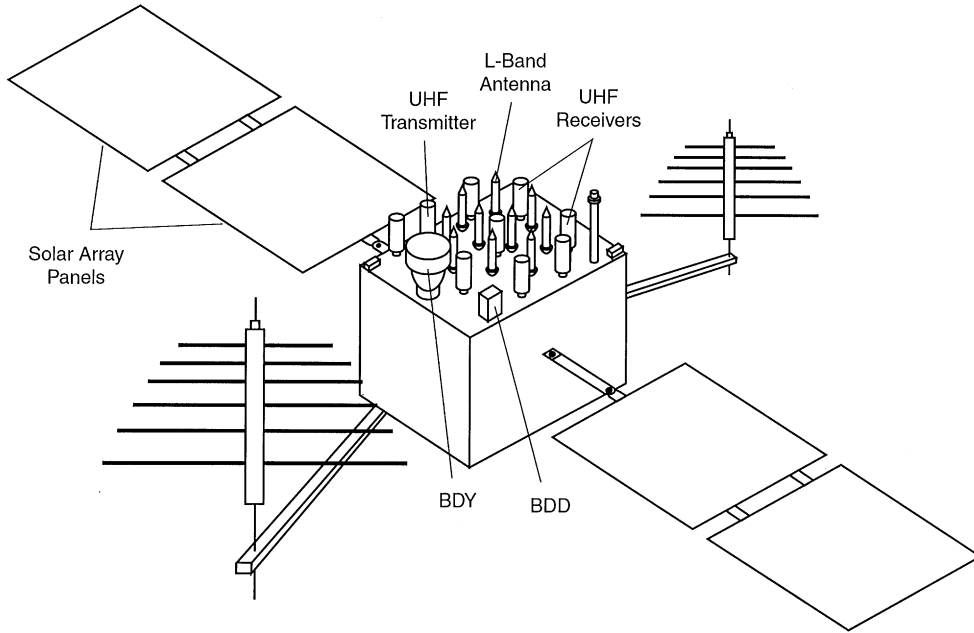 L-Band
Antenna
UHF
Transmitter
UHF
Receivers
Solar Array
Panels
BDY
BDD